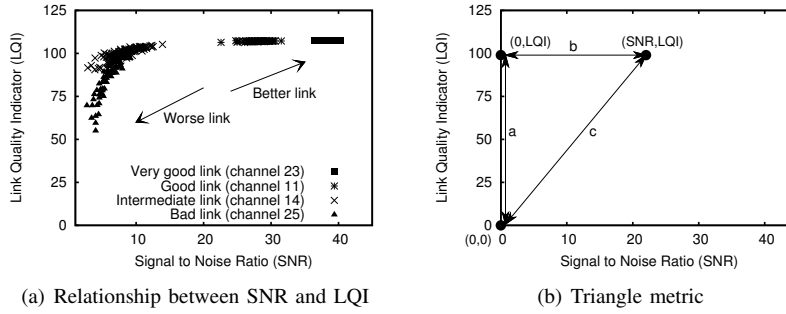 Link Quality Indicator (LQI)
125
100
75
50
25
0
Better link
Worse link
Very good link (channel 23)
Good link (channel 11)
Intermediate link (channel 14)
Bad link (channel 25)
10 20 30 40
Signal to Noise Ratio (SNR)
(a) Relationship between SNR and LQI
Link Quality Indicator (LQI)
125
100
75
50
25
0
(0,LQI)
(SNR,LQI)
b
a
c
(0,0)
0 10 20 30 40
Signal to Noise Ratio (SNR)
(b) Triangle metric